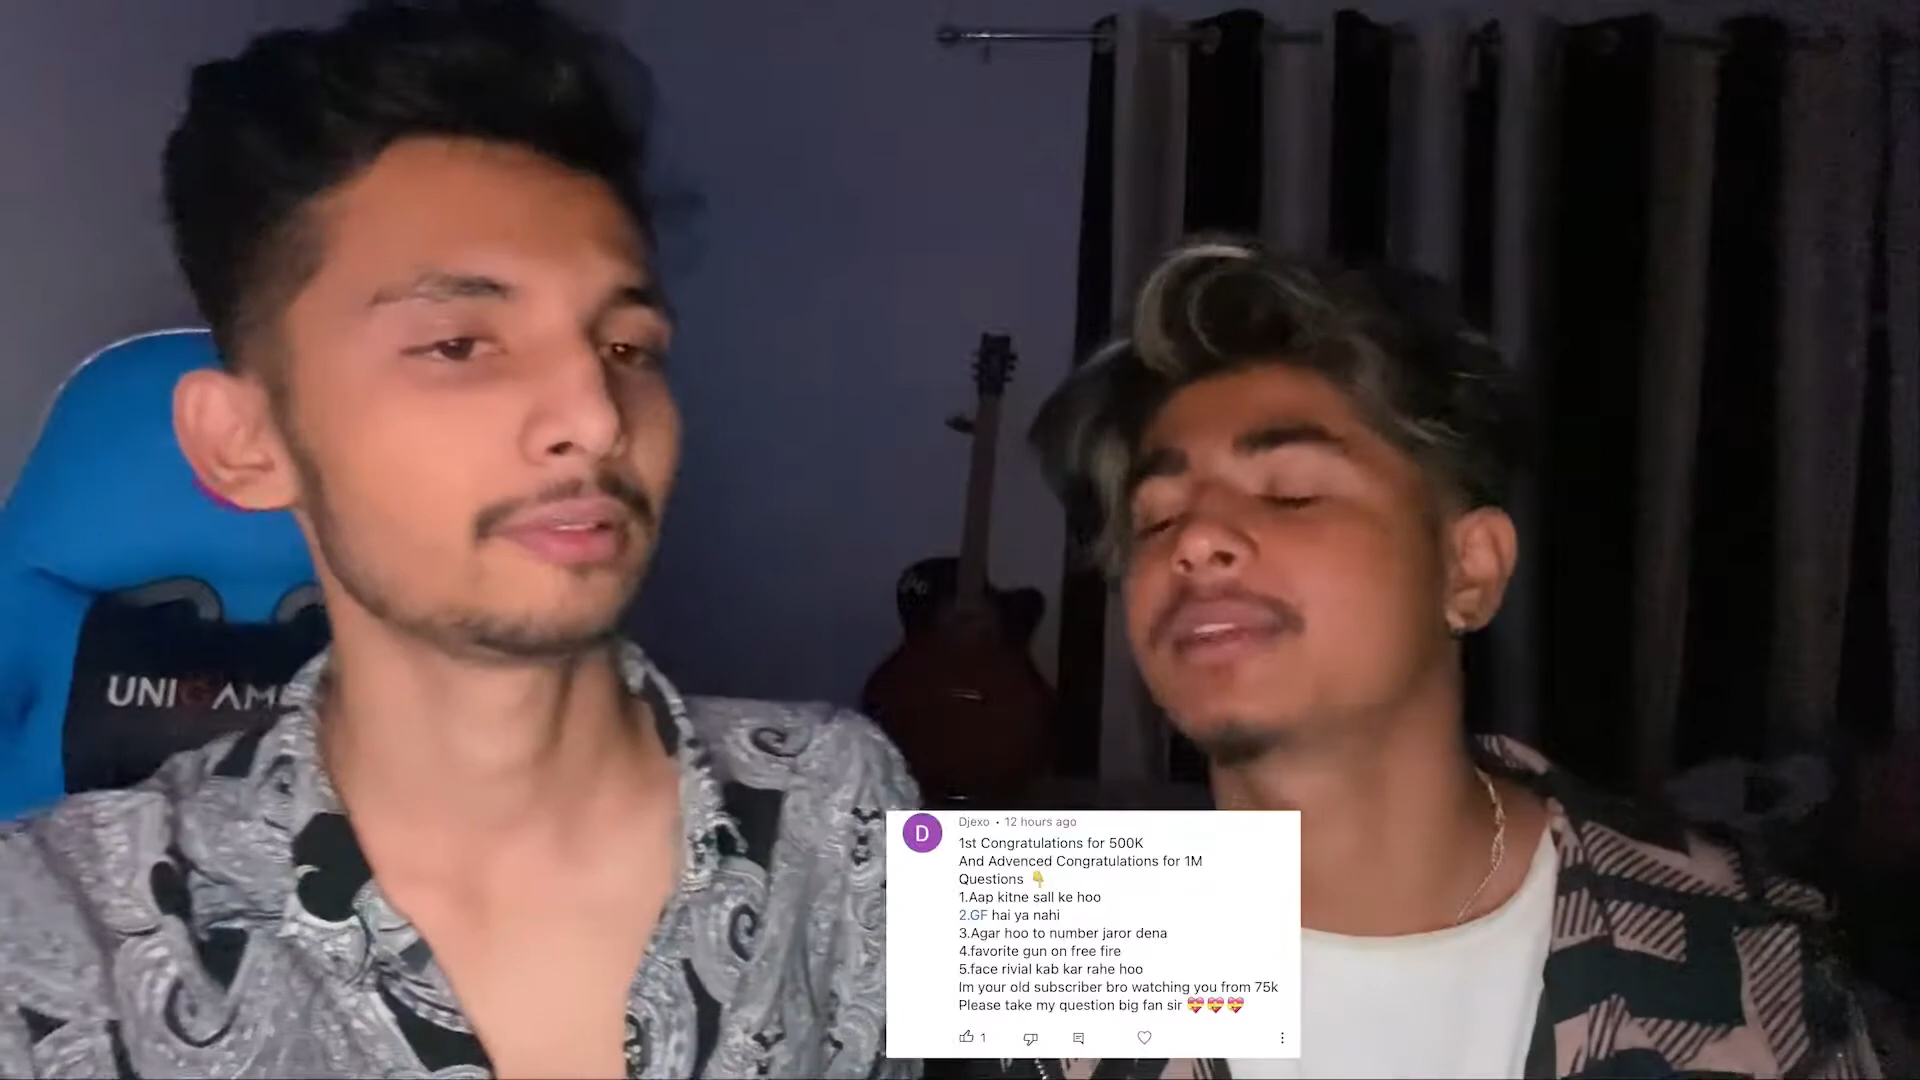 UNIGAME
D
Djexo • 12 hours ago
1st Congratulations for 500K
And Advenced Congratulations for 1M
Questions 👇
1.Aap kitne sall ke hoo
2.GF hai ya nahi
3.Agar hoo to number jaror dena
4.favorite gun on free fire
5.face rivial kab kar rahe hoo
Im your old subscriber bro watching you from 75k
Please take my question big fan sir 💝💝💝
1